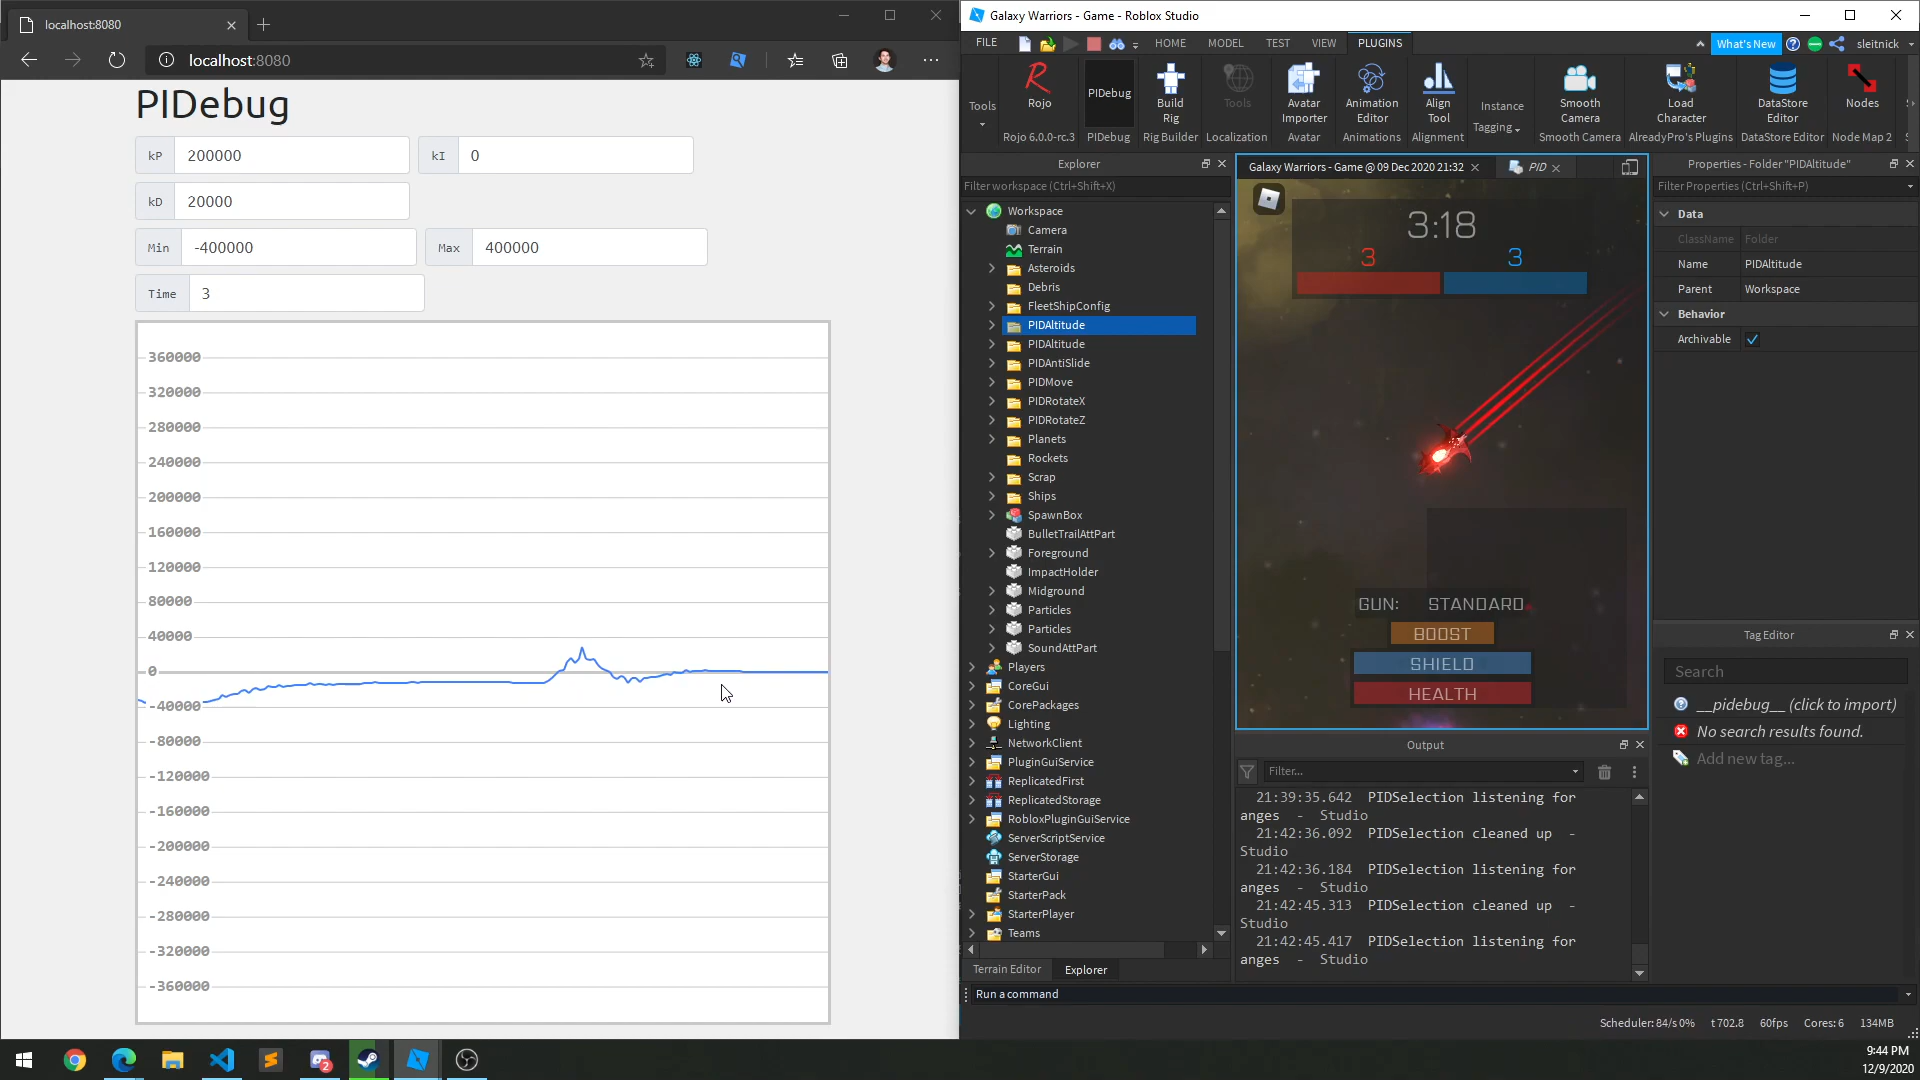 localhost:8080
localhost:8080
PIDebug
kP 200000 kI 0
kD 20000
Min -400000 Max 400000
Time 3
360000
320000
280000
240000
200000
160000
120000
80000
40000
0
-40000
-80000
-120000
-160000
-200000
-240000
-280000
-320000
-360000
Galaxy Warriors - Game - Roblox Studio
FILE HOME MODEL TEST VIEW PLUGINS What's New sleitnick
Tools
Rojo
Rojo 6.0.0-rc.3
PIDebug
PIDebug
Build Rig
Rig Builder
Tools
Localization
Avatar Importer
Avatar
Animation Editor
Animations
Align Tool
Alignment
Instance Tagging
Smooth Camera
Smooth Camera
Load Character
AlreadyPro's Plugins
DataStore Editor
DataStore Editor
Nodes
Node Map 2
Explorer
Filter workspace (Ctrl+Shift+X)
Workspace
Camera
Terrain
Asteroids
Debris
FleetShipConfig
PIDAltitude
PIDAltitude
PIDAntiSlide
PIDMove
PIDRotateX
PIDRotateZ
Planets
Rockets
Scrap
Ships
SpawnBox
BulletTrailAttPart
Foreground
ImpactHolder
Midground
Particles
Particles
SoundAttPart
Players
CoreGui
CorePackages
Lighting
NetworkClient
PluginGuiService
ReplicatedFirst
ReplicatedStorage
RobloxPluginGuiService
ServerScriptService
ServerStorage
StarterGui
StarterPack
StarterPlayer
Teams
Terrain Editor Explorer
Galaxy Warriors - Game @ 09 Dec 2020 21:32 PID
3:18
3 3
GUN: STANDARD
BOOST
SHIELD
HEALTH
Output
Filter...
21:39:35.642 PIDSelection listening for
anges - Studio
21:42:36.092 PIDSelection cleaned up -
Studio
21:42:36.184 PIDSelection listening for
anges - Studio
21:42:45.313 PIDSelection cleaned up -
Studio
21:42:45.417 PIDSelection listening for
anges - Studio
Properties - Folder "PIDAltitude"
Filter Properties (Ctrl+Shift+P)
Data
ClassName Folder
Name PIDAltitude
Parent Workspace
Behavior
Archivable
Tag Editor
Search
__pidebug__ (click to import)
No search results found.
Add new tag...
Run a command
Scheduler: 84/s 0% t 702.8 60fps Cores: 6 134MB
2
9:44 PM
12/9/2020